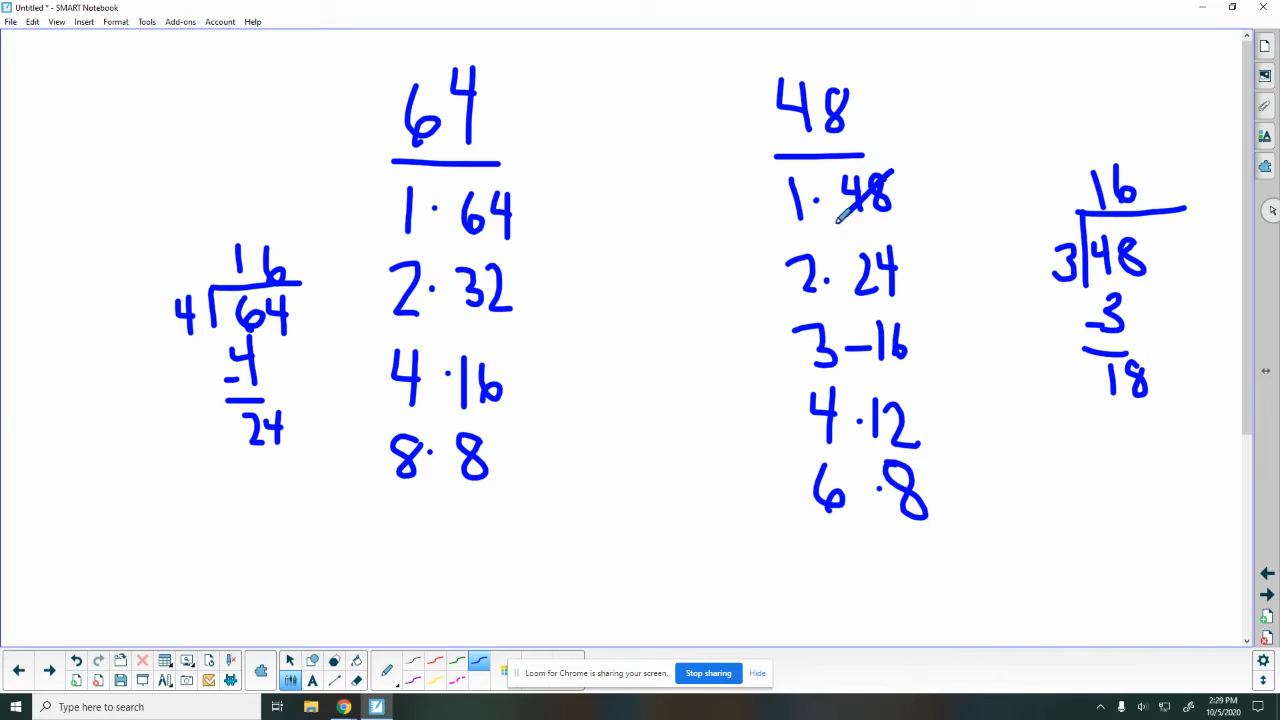 Untitled * - SMART Notebook
File Edit View Insert Format Tools Add-ons Account Help
64
1 · 64
2 · 32
4 · 16
8 · 8
16
4 64
-4
24
48
1 · 48
2 · 24
3 - 16
4 · 12
6 · 8
16
3 48
-3
18
Loom for Chrome is sharing your screen. Stop sharing Hide
Type here to search
2:29 PM
10/5/2020